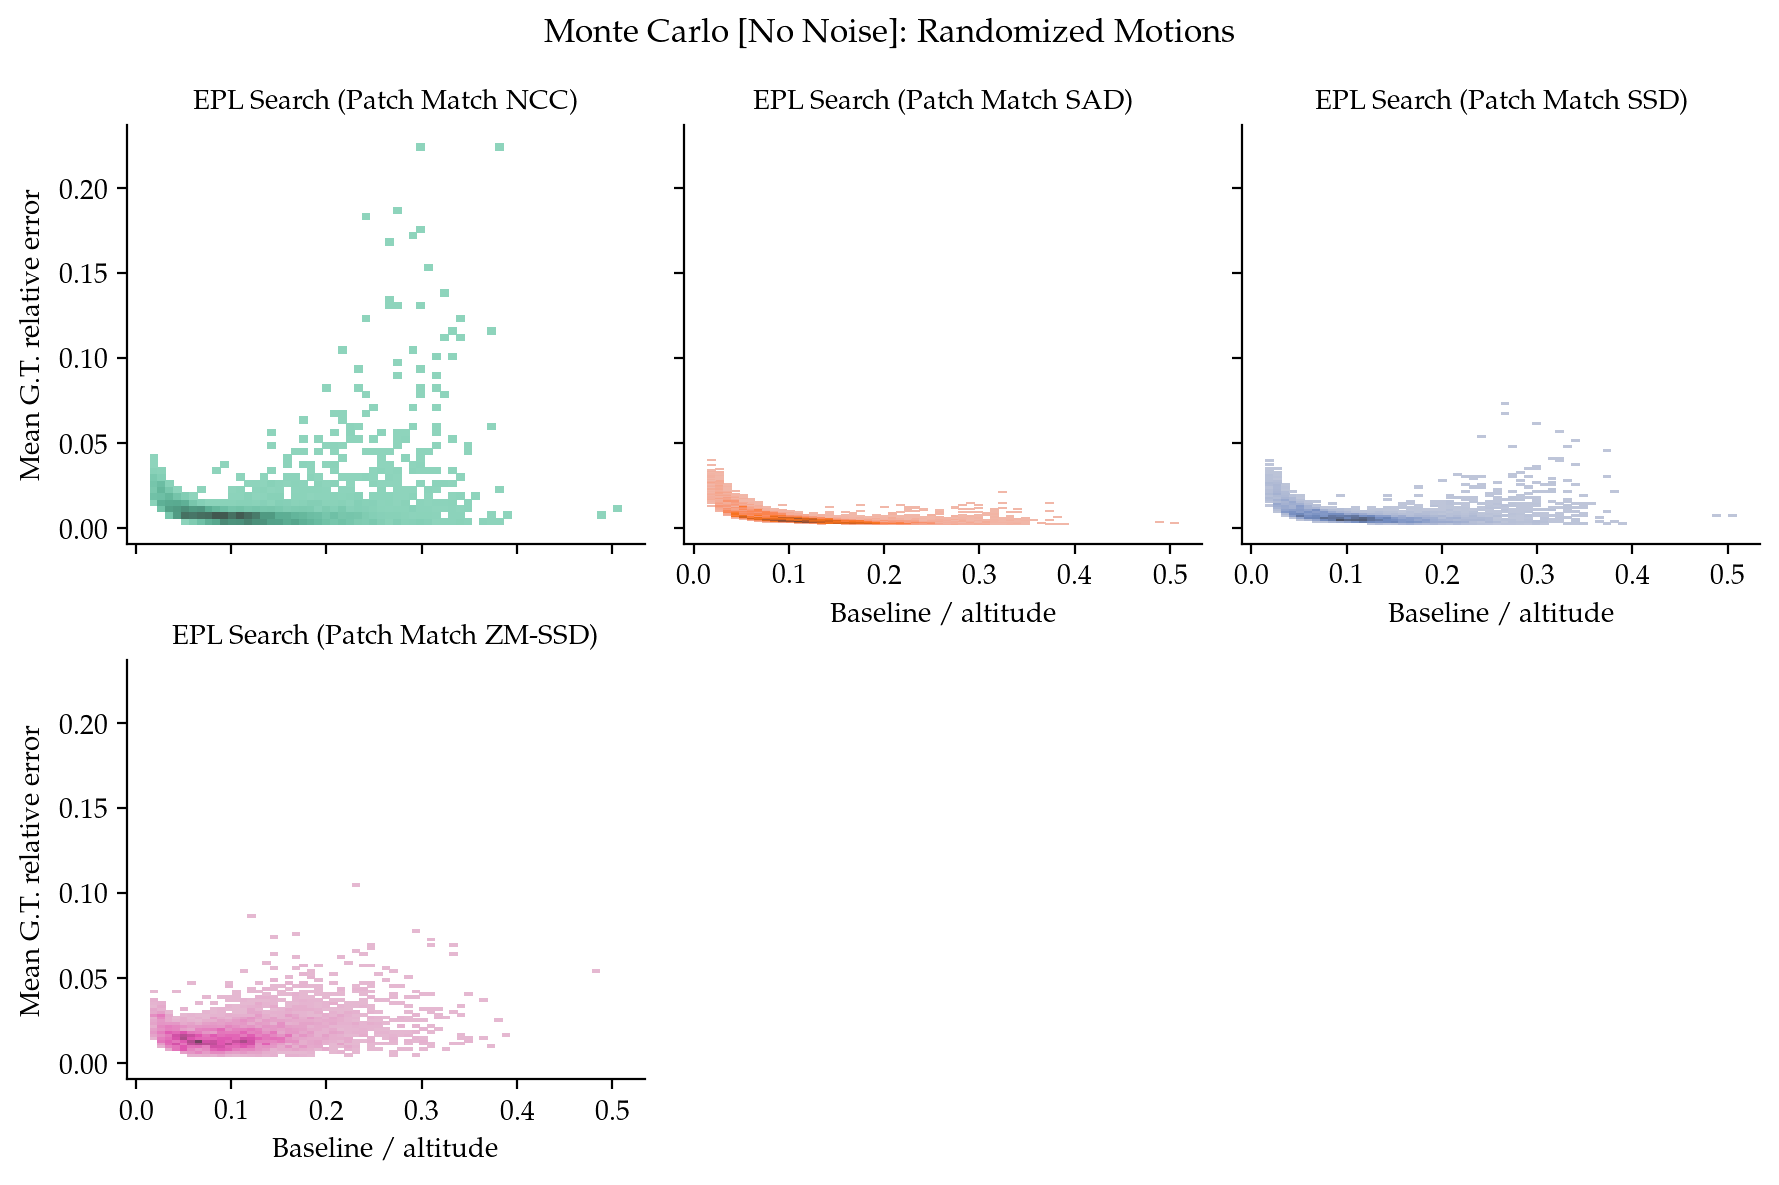 Monte Carlo [No Noise]: Randomized Motions
EPL Search (Patch Match NCC)
EPL Search (Patch Match SAD)
EPL Search (Patch Match SSD)
Mean G.T. relative error
0.20
0.15
0.10
0.05
0.00
0.0 0.1 0.2 0.3 0.4 0.5
Baseline / altitude
0.0 0.1 0.2 0.3 0.4 0.5
Baseline / altitude
EPL Search (Patch Match ZM-SSD)
Mean G.T. relative error
0.20
0.15
0.10
0.05
0.00
0.0 0.1 0.2 0.3 0.4 0.5
Baseline / altitude